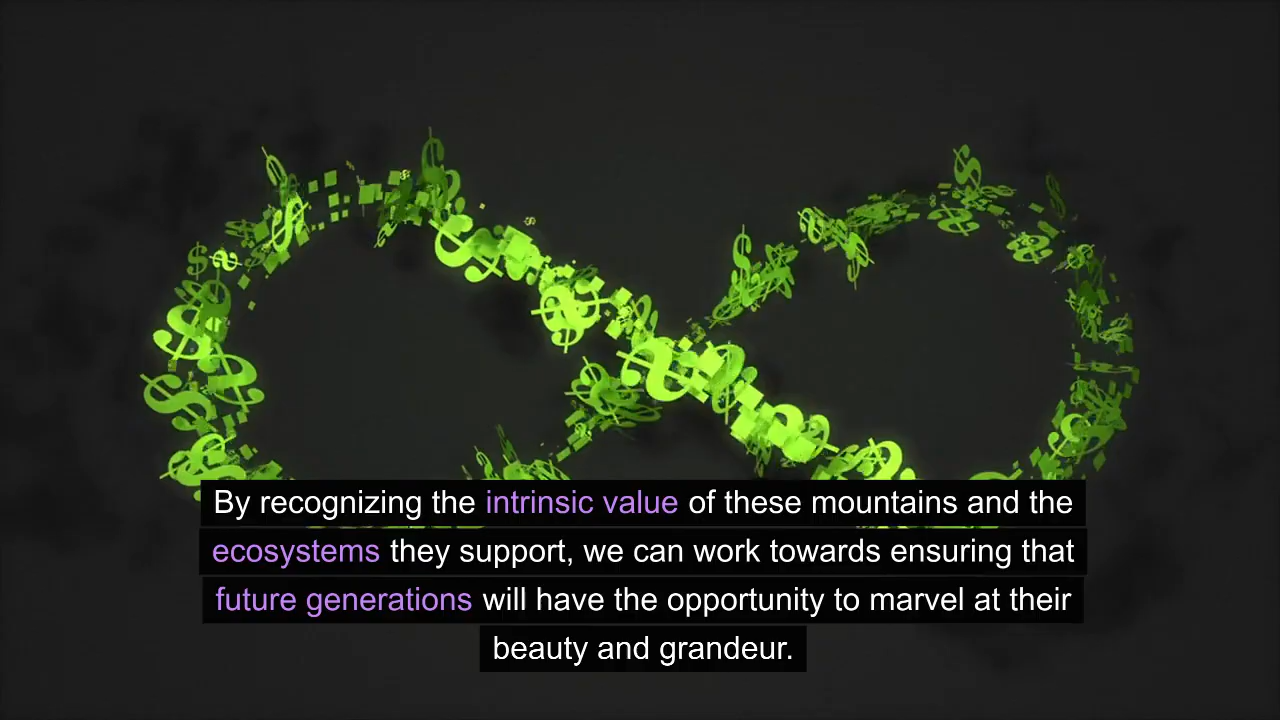 By recognizing the intrinsic value of these mountains and the
ecosystems they support, we can work towards ensuring that
future generations will have the opportunity to marvel at their
beauty and grandeur.